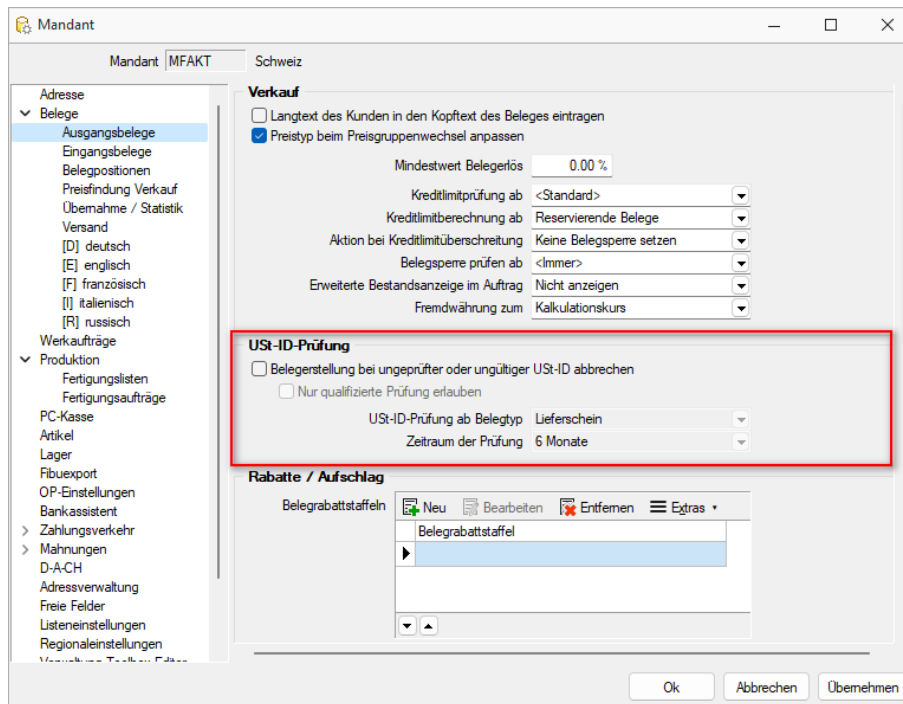 Mandant
Mandant MFAKT Schweiz
Adresse
Belege
Ausgangsbelege
Eingangsbelege
Belegpositionen
Preisfindung Verkauf
Übernahme / Statistik
Versand
[D] deutsch
[E] englisch
[F] französisch
[I] italienisch
[R] russisch
Werkaufträge
Produktion
Fertigungslisten
Fertigungsaufträge
PC-Kasse
Artikel
Lager
Fibuexport
OP-Einstellungen
Bankassistent
Zahlungsverkehr
Mahnungen
D-A-CH
Adressverwaltung
Freie Felder
Listeneinstellungen
Regionaleinstellungen
Verwaltung Toolbox Editor
Verkauf
Langtext des Kunden in den Kopftext des Beleges eintragen
Preistyp beim Preisgruppenwechsel anpassen
Mindestwert Belegerlös 0.00 %
Kreditlimitprüfung ab <Standard>
Kreditlimitberechnung ab Reservierende Belege
Aktion bei Kreditlimitüberschreitung Keine Belegsperre setzen
Belegsperre prüfen ab <Immer>
Erweiterte Bestandsanzeige im Auftrag Nicht anzeigen
Fremdwährung zum Kalkulationskurs
USt-ID-Prüfung
Belegerstellung bei ungeprüfter oder ungültiger USt-ID abbrechen
Nur qualifizierte Prüfung erlauben
USt-ID-Prüfung ab Belegtyp Lieferschein
Zeitraum der Prüfung 6 Monate
Rabatte / Aufschlag
Belegrabattstaffeln Neu Bearbeiten Entfernen Extras
Belegrabattstaffel
Ok Abbrechen Übernehmen